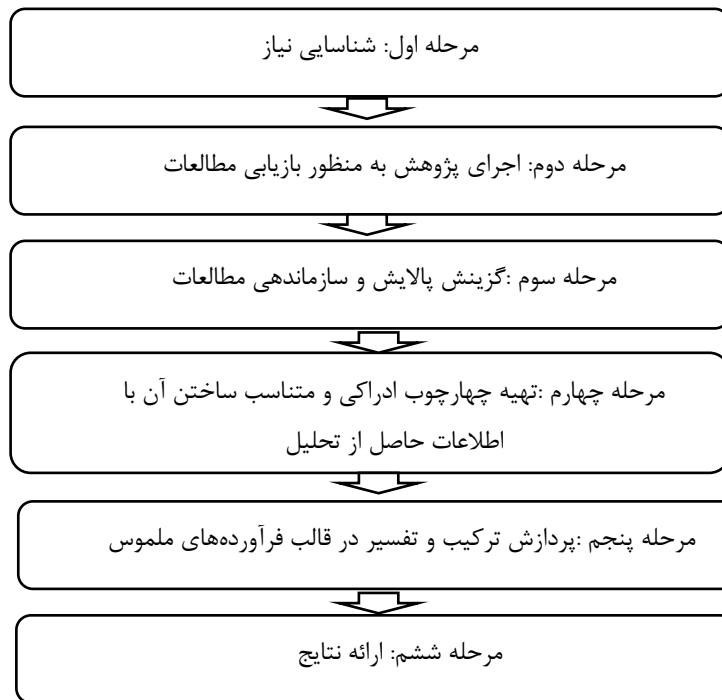 مرحله اول: شناسایی نیاز
مرحله دوم: اجرای پژوهش به منظور بازیابی مطالعات
مرحله سوم :گزینش پالایش و سازماندهی مطالعات
مرحله چهارم :تهیه چهارچوب ادراکی و متناسب ساختن آن با
اطلاعات حاصل از تحلیل
مرحله پنجم :پردازش ترکیب و تفسیر در قالب فرآورده‌های ملموس
مرحله ششم: ارائه نتایج